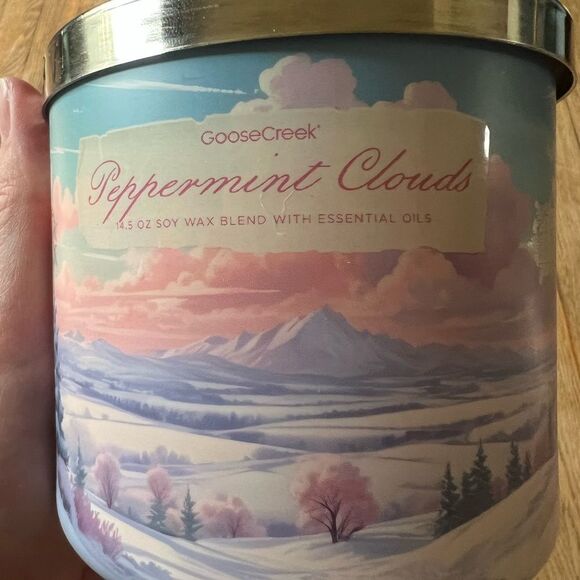 GooseCreek®
Peppermint Clouds
14.5 OZ SOY WAX BLEND WITH ESSENTIAL OILS